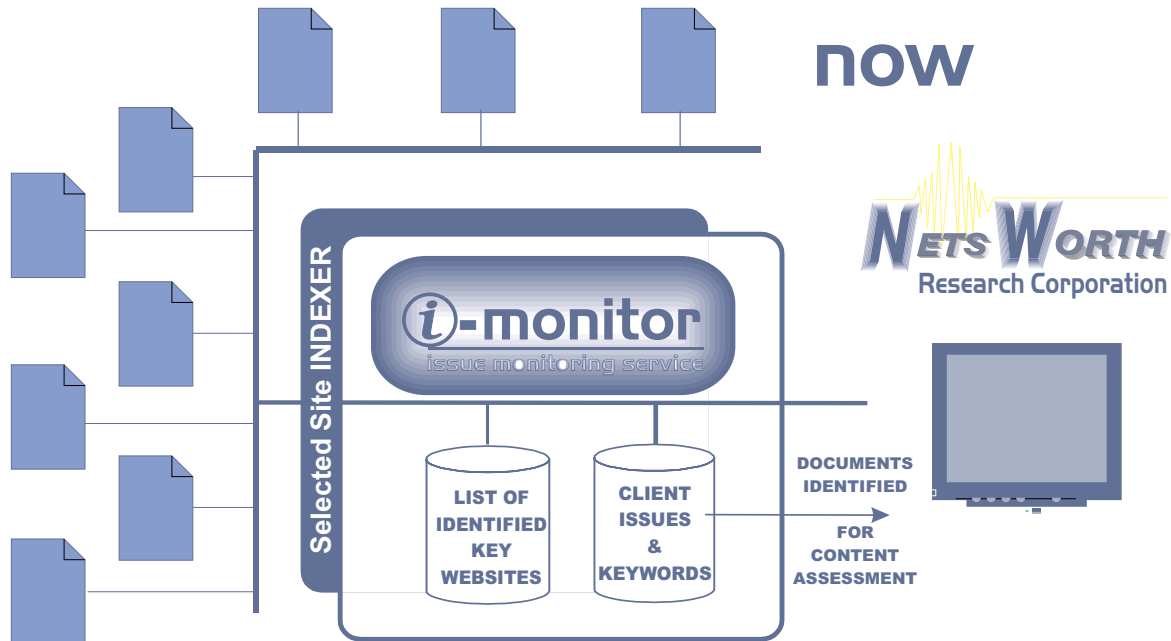 now
NETS WORTH
Research Corporation
Selected Site INDEXER
i-monitor
issue monitoring service
LIST OF
IDENTIFIED
KEY
WEBSITES
CLIENT
ISSUES
&
KEYWORDS
DOCUMENTS
IDENTIFIED
FOR
CONTENT
ASSESSMENT